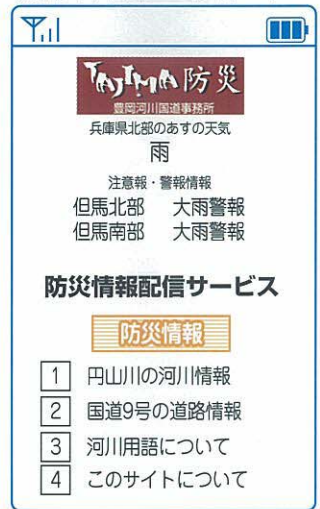 TAJIMA防災
豊岡河川国道事務所
兵庫県北部のあすの天気
雨
注意報・警報情報
但馬北部 大雨警報
但馬南部 大雨警報
防災情報配信サービス
防災情報
1 円山川の河川情報
2 国道9号の道路情報
3 河川用語について
4 このサイトについて